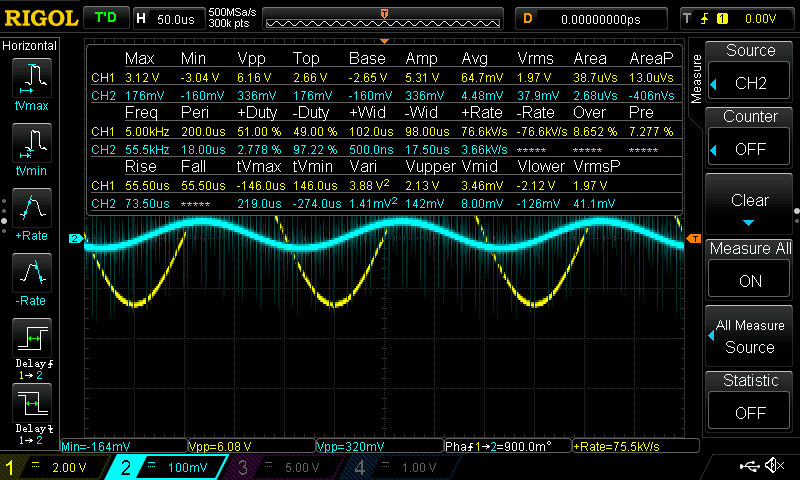 RIGOL T'D H 50.0us 500MSa/s 300k pts D 0.00000000ps T 1 0.00V
Horizontal
tVmax
tVmin
+Rate
-Rate
Delay
1→2
Delay
1→2
Max Min Vpp Top Base Amp Avg Vrms Area AreaP
CH1 3.12 V -3.04 V 6.16 V 2.66 V -2.65 V 5.31 V 64.7mV 1.97 V 38.7uVs 13.0uVs
CH2 176mV -160mV 336mV 176mV -160mV 336mV 4.48mV 37.9mV 2.68uVs -406nVs
Freq Peri +Duty -Duty +Wid -Wid +Rate -Rate Over Pre
CH1 5.00kHz 200.0us 51.00 % 49.00 % 102.0us 98.00us 76.6kV/s -76.6kV/s 8.652 % 7.277 %
CH2 55.5kHz 18.00us 2.778 % 97.22 % 500.0ns 17.50us 3.66kV/s ***** ***** *****
Rise Fall tVmax tVmin Vari Vupper Vmid Vlower VrmsP
CH1 55.50us 55.50us -146.0us 146.0us 3.88 V² 2.13 V 3.46mV -2.12 V 1.97 V
CH2 73.50us ***** 219.0us -274.0us 1.41mV² 142mV 8.00mV -126mV 41.1mV
T
2
T
Measure
Source
CH2
Counter
OFF
Clear
Measure All
ON
All Measure
Source
Statistic
OFF
Min=-164mV Vpp=6.08 V Vpp=320mV Pha 1→2=900.0m° +Rate=75.5kV/s
1 2.00 V 2 100mV 3 5.00 V 4 1.00 V